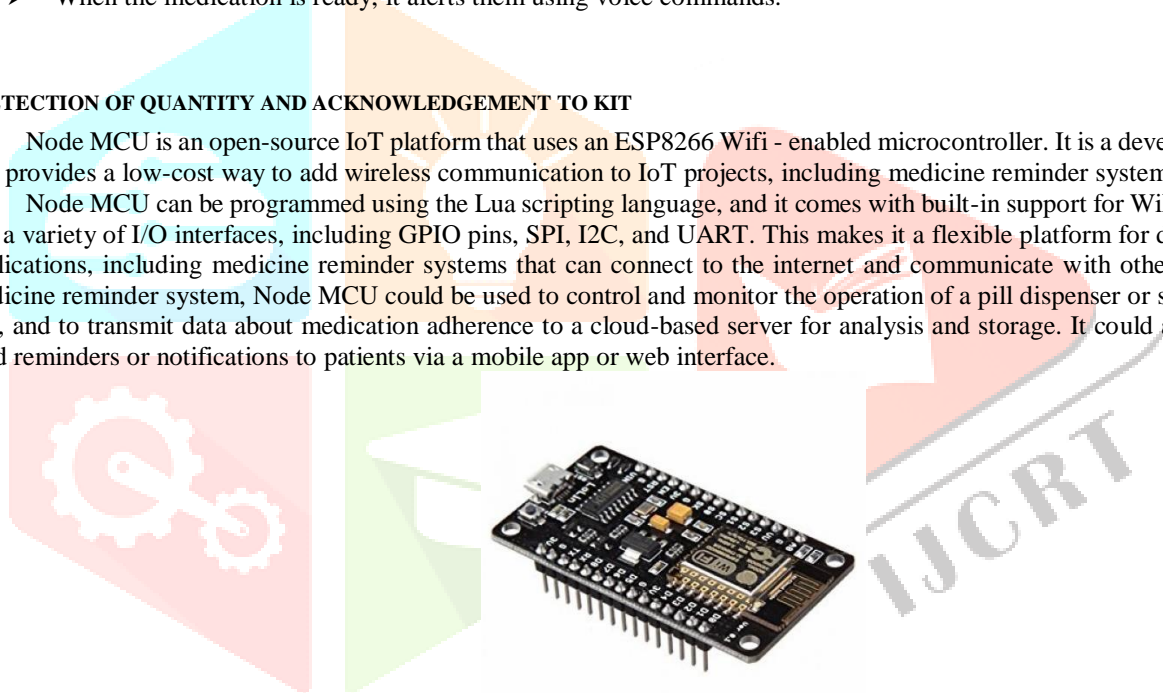 When the medication is ready, it alerts them using voice commands.
TECTION OF QUANTITY AND ACKNOWLEDGEMENT TO KIT
Node MCU is an open-source IoT platform that uses an ESP8266 Wifi - enabled microcontroller. It is a deve
provides a low-cost way to add wireless communication to IoT projects, including medicine reminder system
Node MCU can be programmed using the Lua scripting language, and it comes with built-in support for Wi
a variety of I/O interfaces, including GPIO pins, SPI, I2C, and UART. This makes it a flexible platform for
lications, including medicine reminder systems that can connect to the internet and communicate with othe
dicine reminder system, Node MCU could be used to control and monitor the operation of a pill dispenser or s
, and to transmit data about medication adherence to a cloud-based server for analysis and storage. It could a
d reminders or notifications to patients via a mobile app or web interface.
WiFi
IJCRT